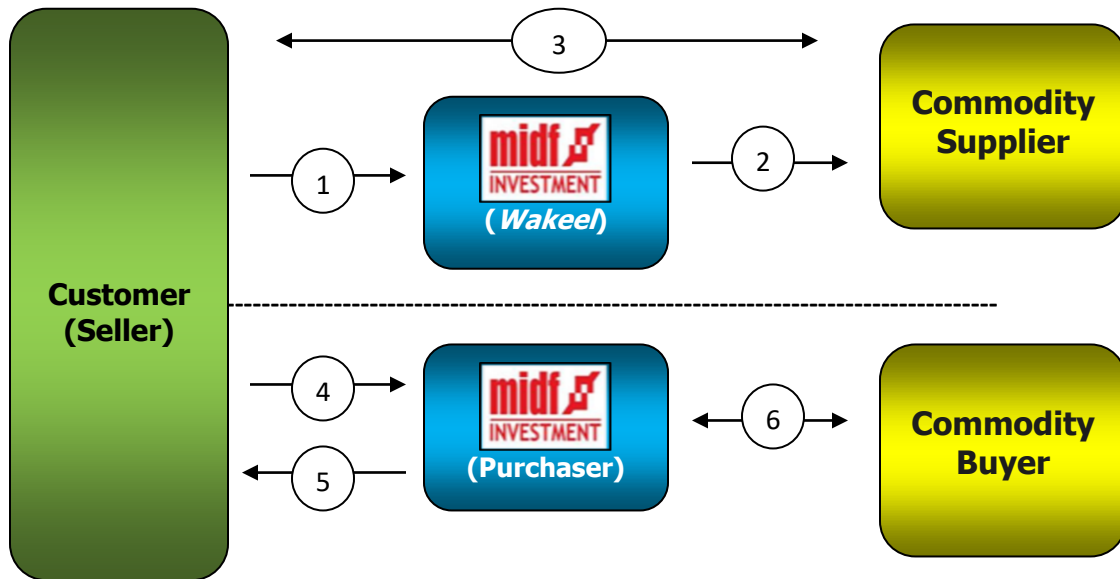 3
Commodity
Supplier
midf
INVESTMENT
(Wakeel)
1
2
Customer
(Seller)
4
midf
INVESTMENT
(Purchaser)
5
6
Commodity
Buyer